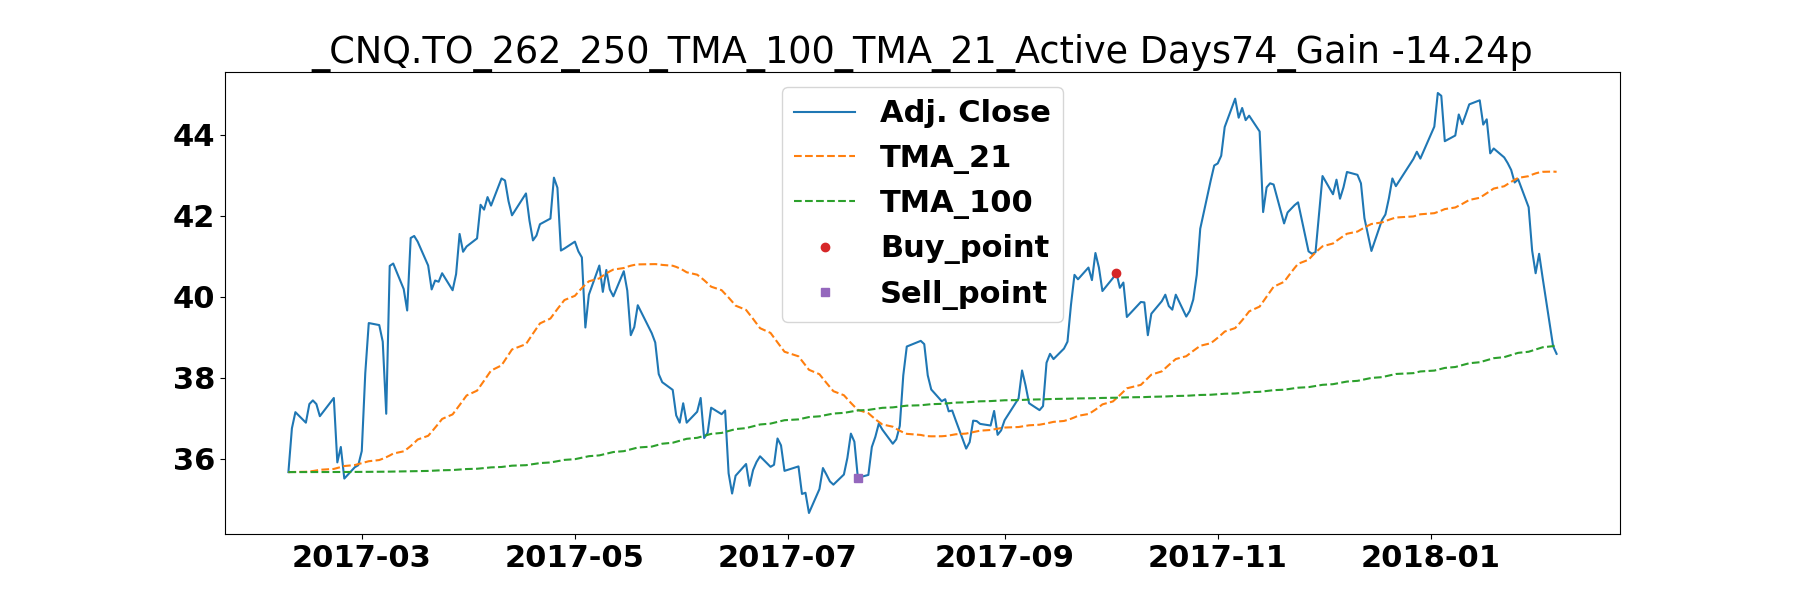 _CNQ.TO_262_250_TMA_100_TMA_21_Active Days74_Gain -14.24p
Adj. Close
TMA_21
TMA_100
Buy_point
Sell_point
44
42
40
38
36
2017-03 2017-05 2017-07 2017-09 2017-11 2018-01